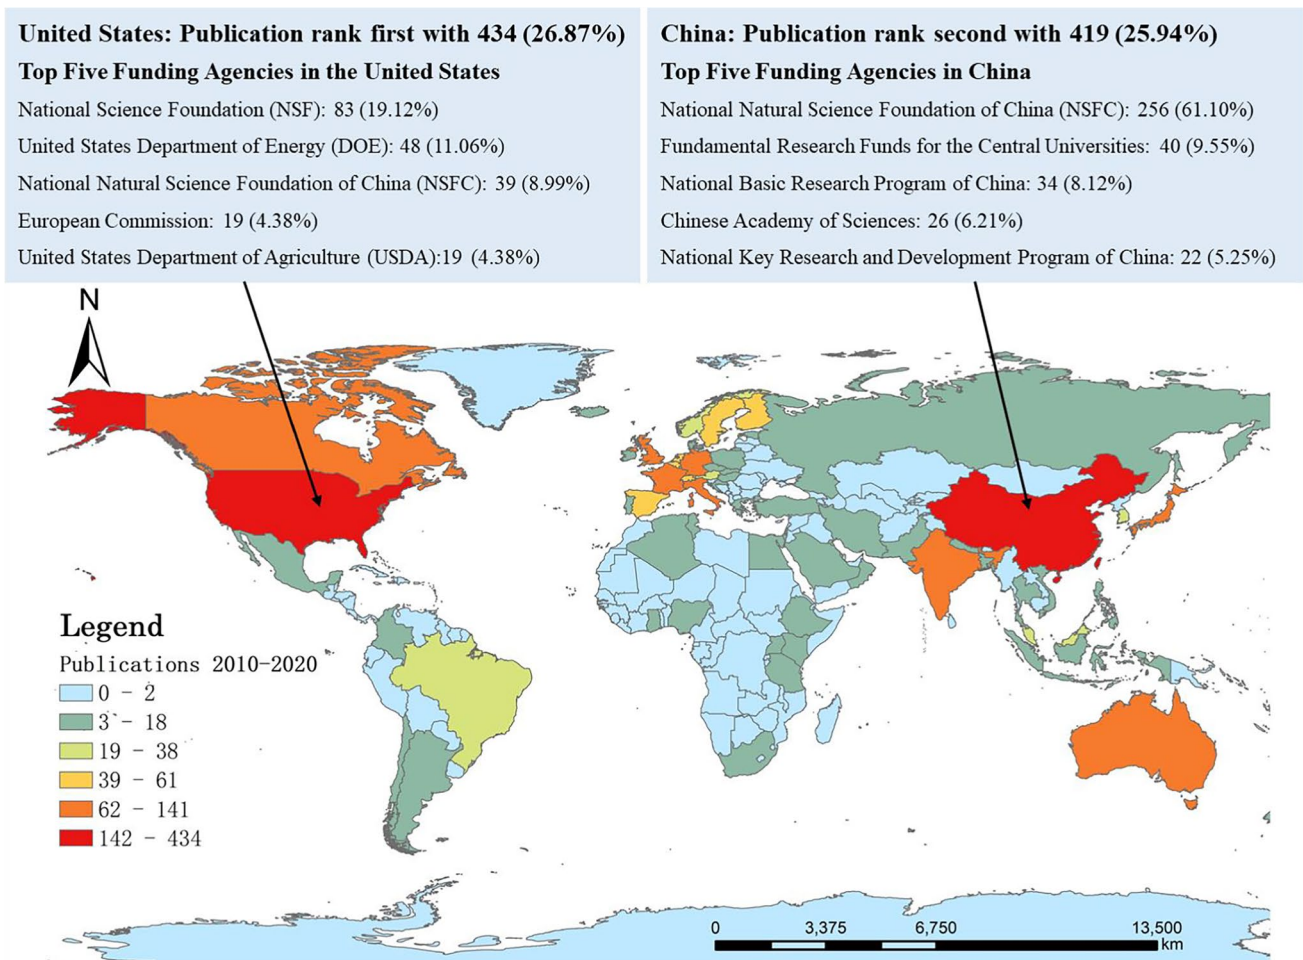 United States: Publication rank first with 434 (26.87%)
Top Five Funding Agencies in the United States
National Science Foundation (NSF): 83 (19.12%)
United States Department of Energy (DOE): 48 (11.06%)
National Natural Science Foundation of China (NSFC): 39 (8.99%)
European Commission: 19 (4.38%)
United States Department of Agriculture (USDA):19 (4.38%)
China: Publication rank second with 419 (25.94%)
Top Five Funding Agencies in China
National Natural Science Foundation of China (NSFC): 256 (61.10%)
Fundamental Research Funds for the Central Universities: 40 (9.55%)
National Basic Research Program of China: 34 (8.12%)
Chinese Academy of Sciences: 26 (6.21%)
National Key Research and Development Program of China: 22 (5.25%)
N
Legend
Publications 2010-2020
0 - 2
3`- 18
19 - 38
39 - 61
62 - 141
142 - 434
0 3,375 6,750 13,500
km